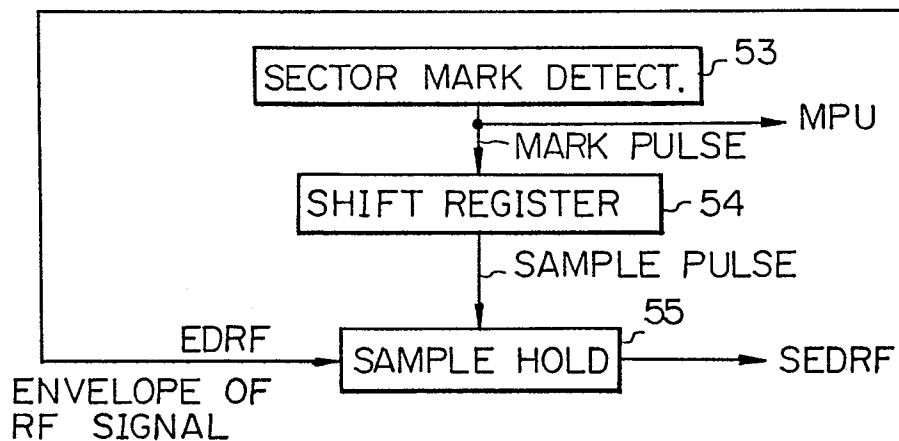 SECTOR MARK DETECT.
53
MPU
MARK PULSE
SHIFT REGISTER
54
SAMPLE PULSE
55
EDRF
SAMPLE HOLD
SEDRF
ENVELOPE OF
RF SIGNAL